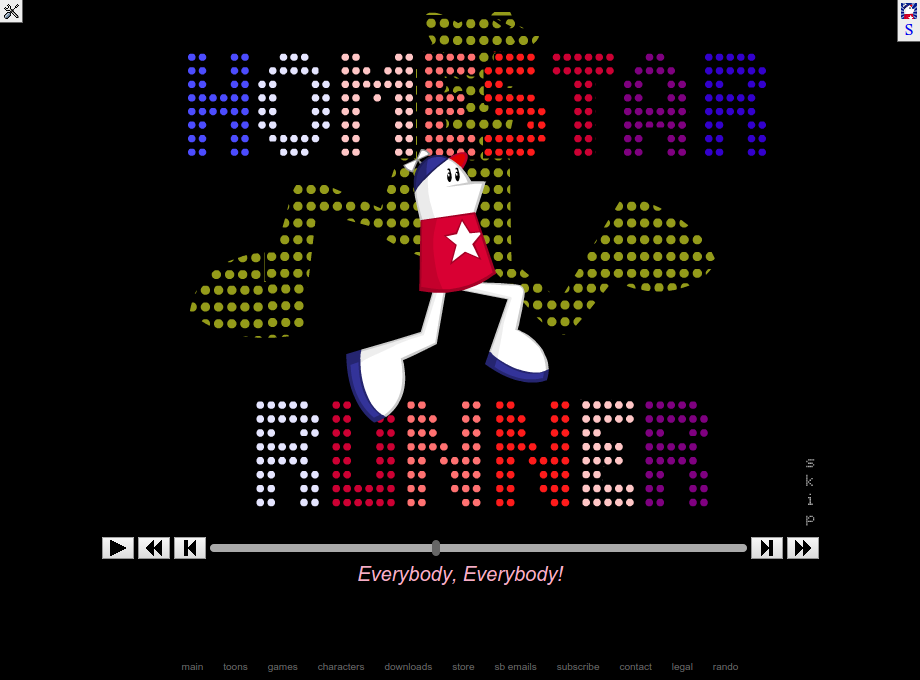 S
HOMESTAR
RUNNER
skip
Everybody, Everybody!
main toons games characters downloads store sb emails subscribe contact legal rando